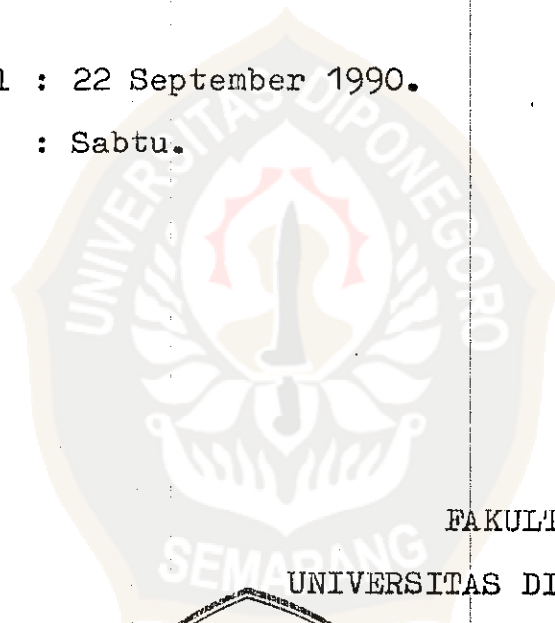 l : 22 September 1990.
: Sabtu.
UNIVERSITAS DIPONEGORO
SEMARANG
FAKULT
UNIVERSITAS DI